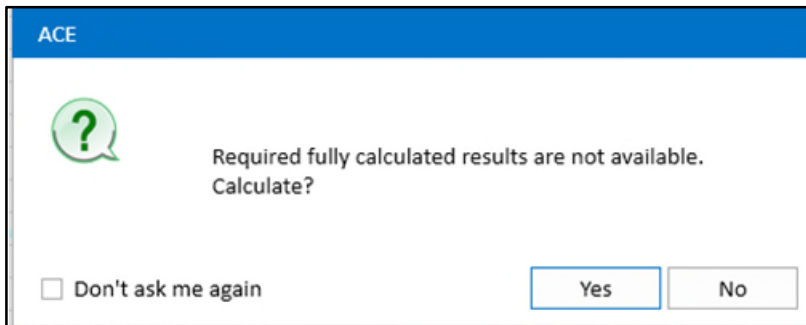 ACE
?
Required fully calculated results are not available.
Calculate?
Don't ask me again
Yes
No